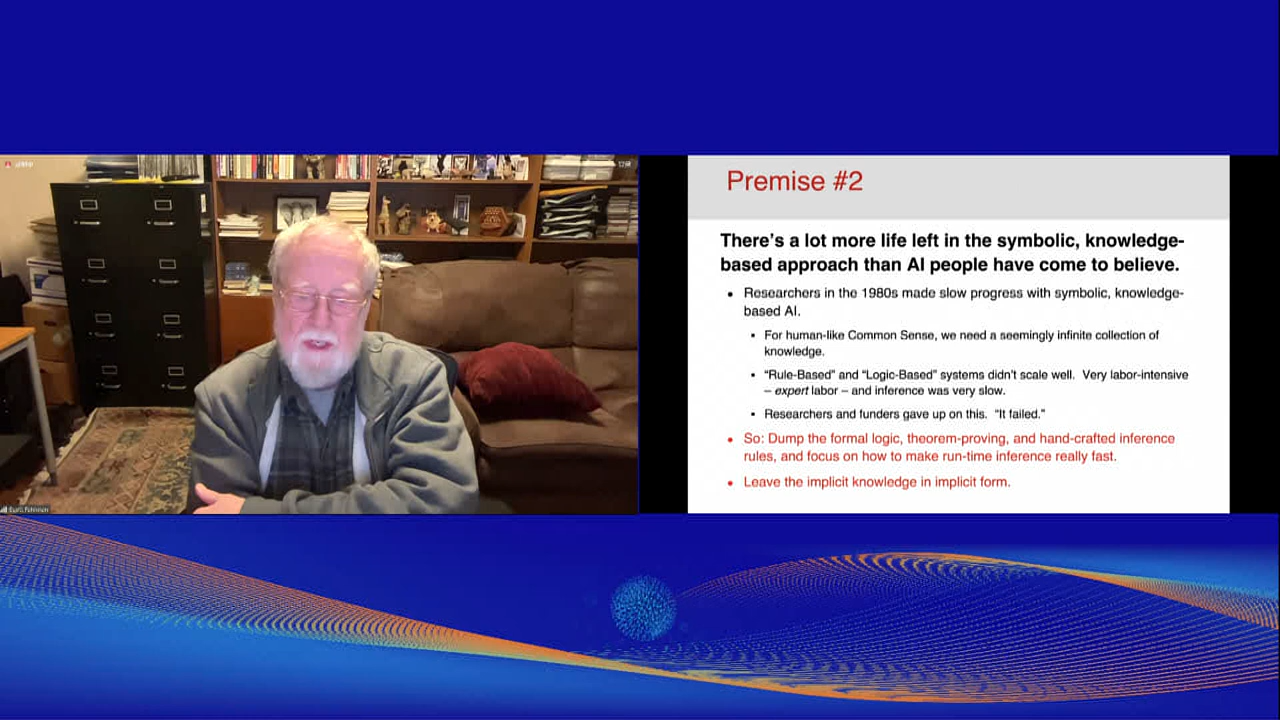 Premise #2
There's a lot more life left in the symbolic, knowledge-
based approach than AI people have come to believe.
• Researchers in the 1980s made slow progress with symbolic, knowledge-
based AI.
▪ For human-like Common Sense, we need a seemingly infinite collection of
knowledge.
▪ “Rule-Based” and “Logic-Based” systems didn't scale well. Very labor-intensive
– expert labor – and inference was very slow.
▪ Researchers and funders gave up on this. “It failed.”
• So: Dump the formal logic, theorem-proving, and hand-crafted inference
rules, and focus on how to make run-time inference really fast.
• Leave the implicit knowledge in implicit form.